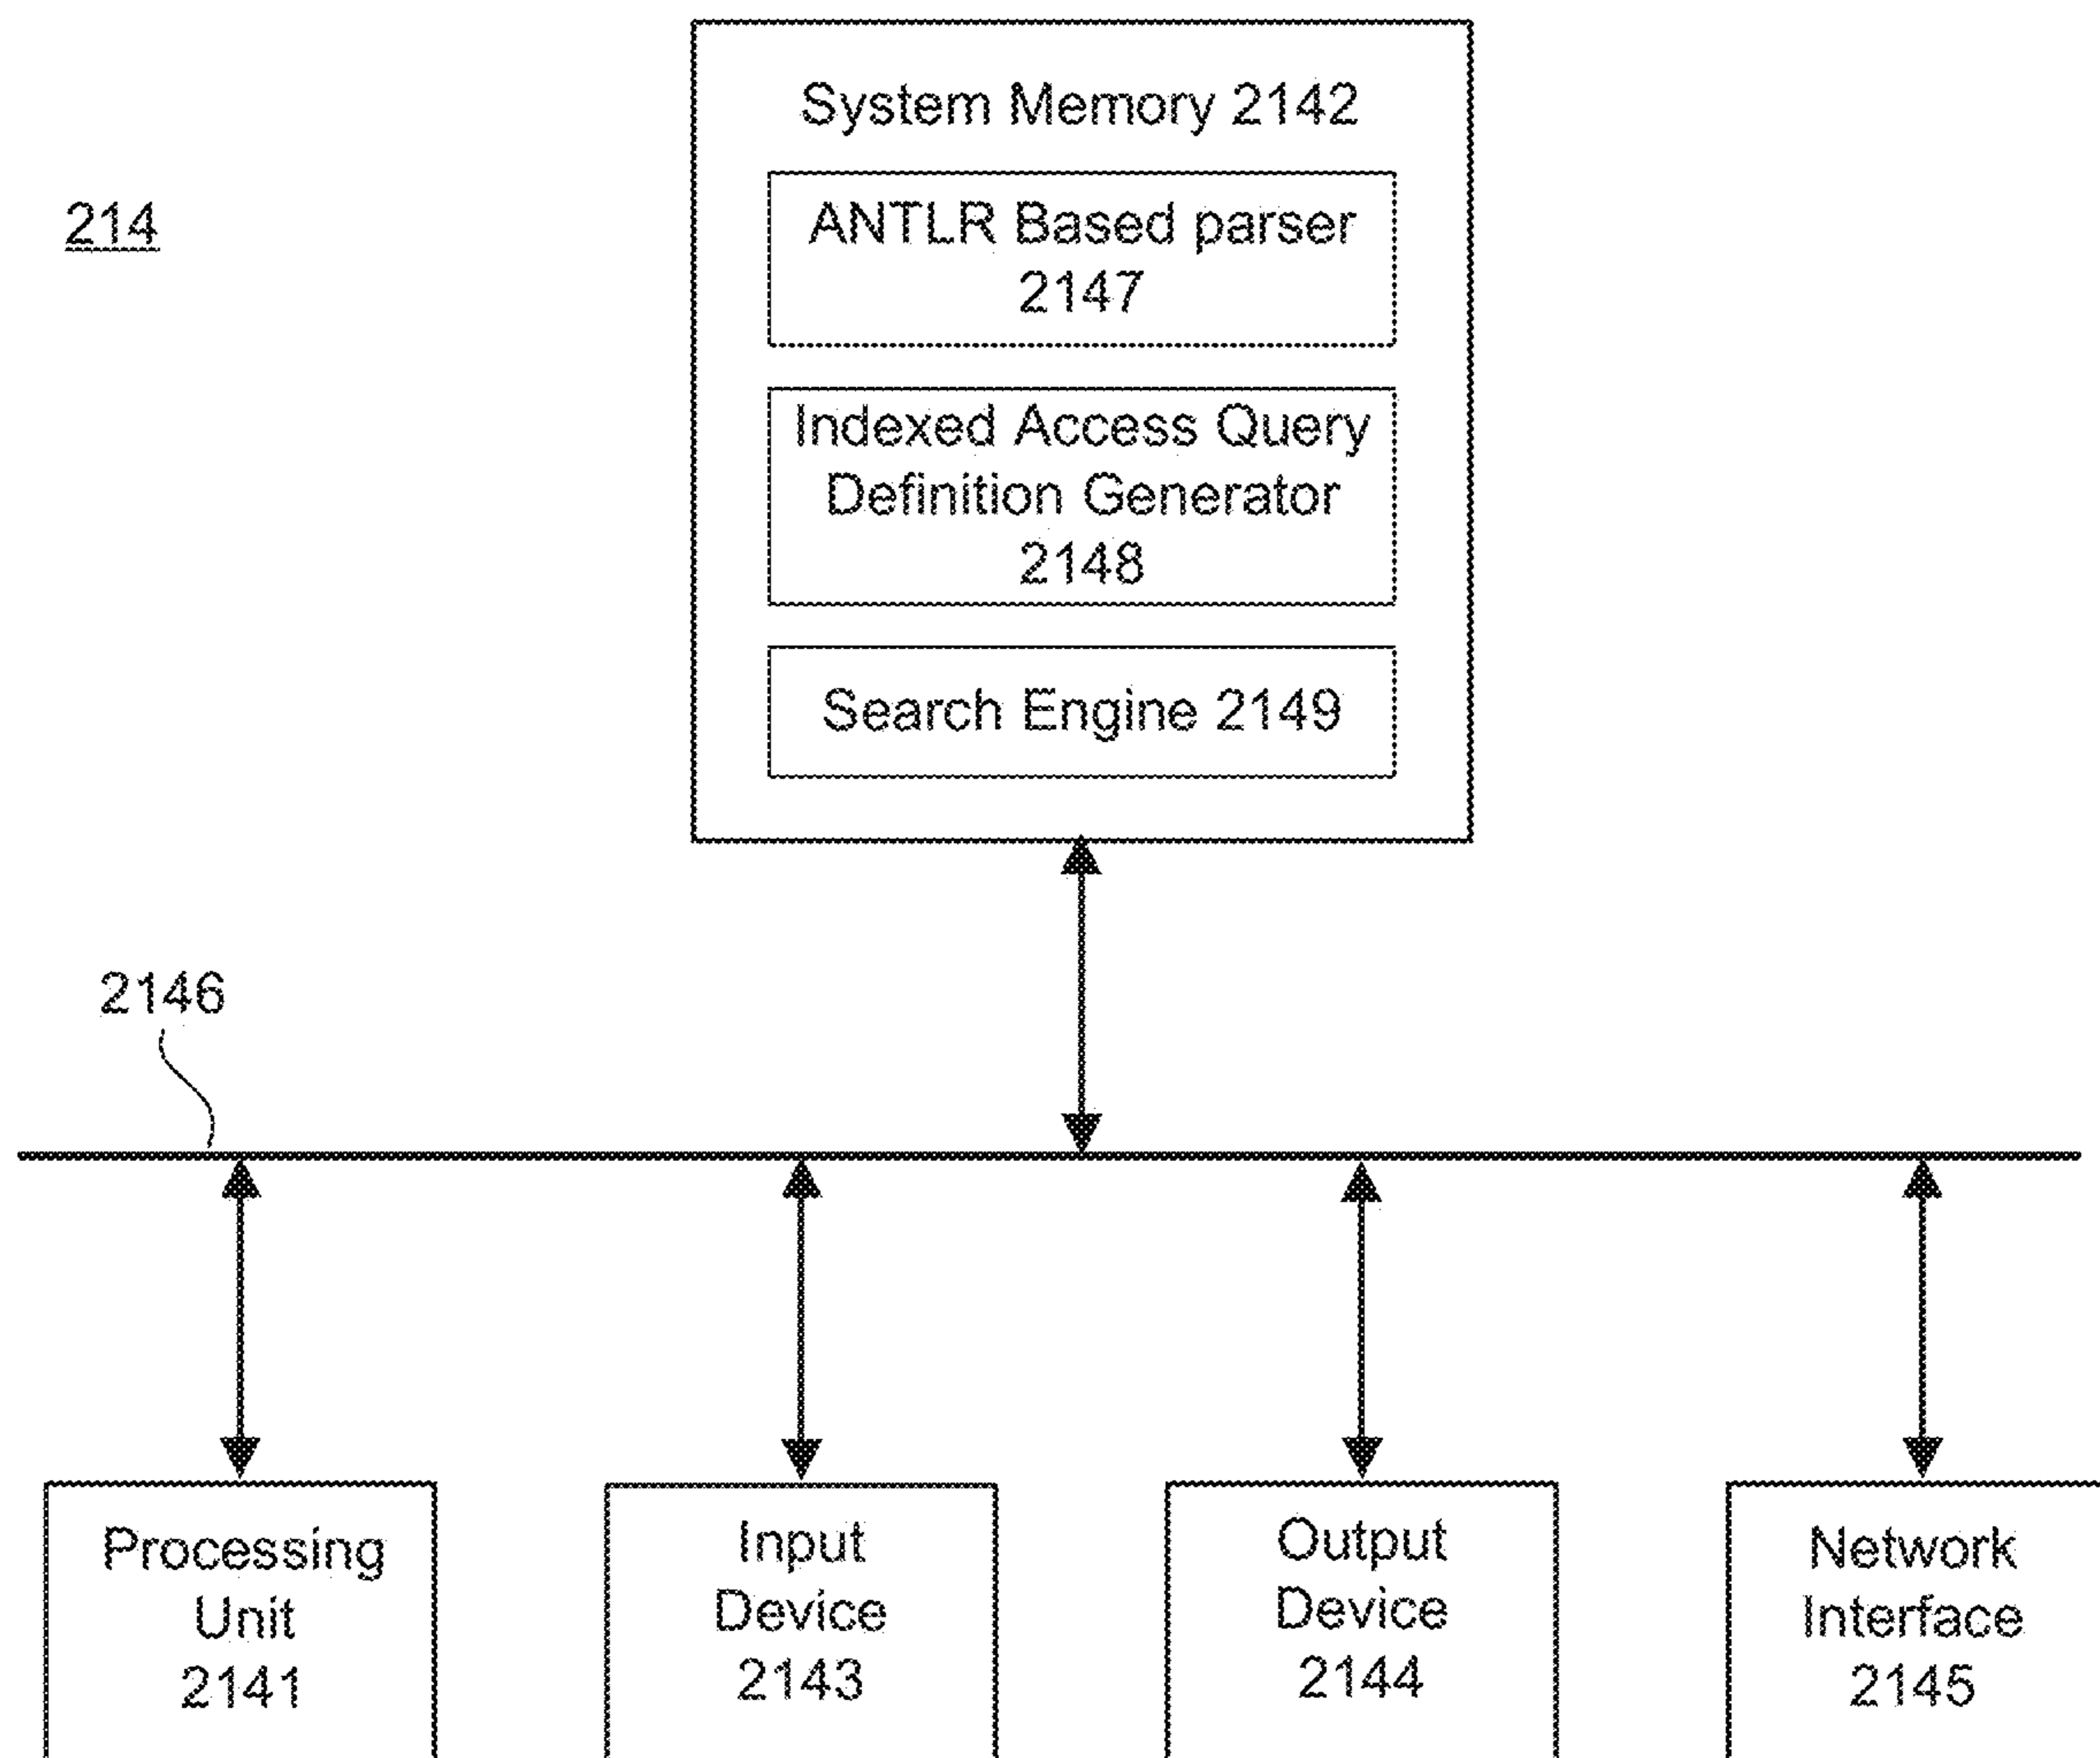 System Memory 2142
214
ANTLR Based parser
2147
Indexed Access Query
Definition Generator
2148
Search Engine 2149
2146
Processing
Unit
2141
Input
Device
2143
Output
Device
2144
Network
Interface
2145